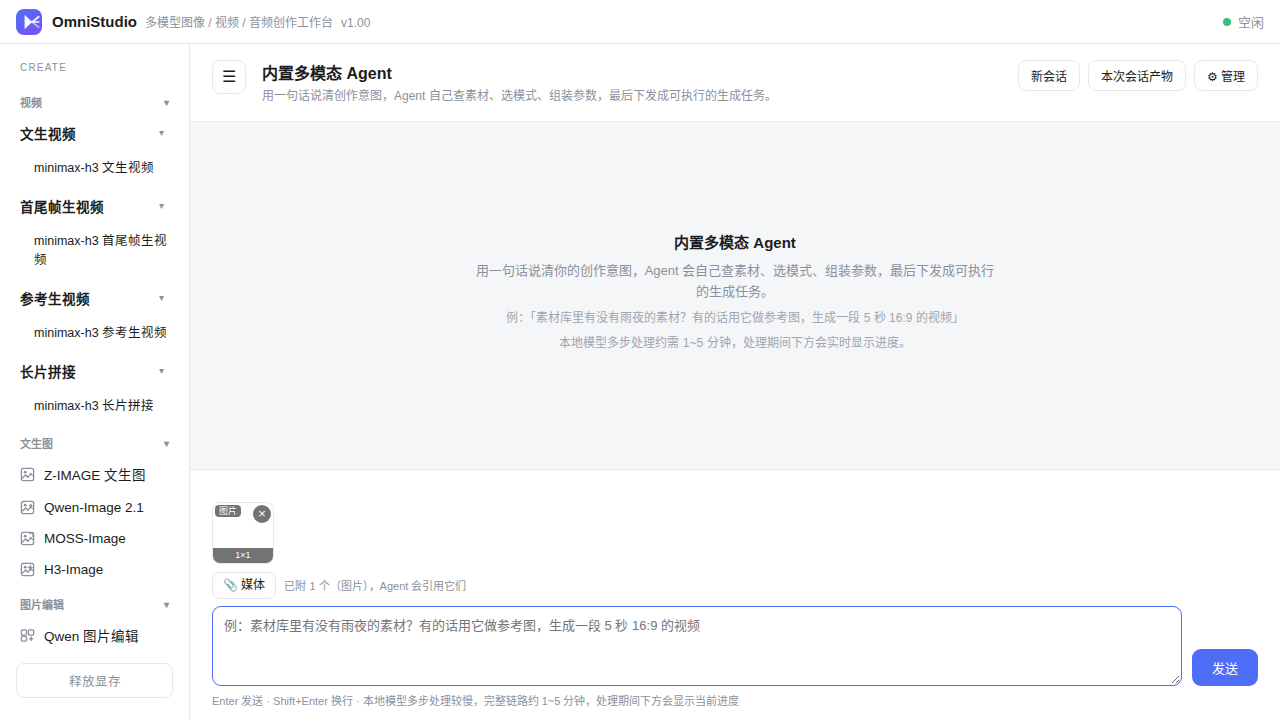 OmniStudio 多模型图像 / 视频 / 音频创作工作台 v1.00
空闲
CREATE
视频
文生视频
minimax-h3 文生视频
首尾帧生视频
minimax-h3 首尾帧生视
频
参考生视频
minimax-h3 参考生视频
长片拼接
minimax-h3 长片拼接
文生图
Z-IMAGE 文生图
Qwen-Image 2.1
MOSS-Image
H3-Image
图片编辑
Qwen 图片编辑
释放显存
内置多模态 Agent
用一句话说清创作意图，Agent 自己查素材、选模式、组装参数，最后下发成可执行的生成任务。
新会话
本次会话产物
⚙ 管理
内置多模态 Agent
用一句话说清你的创作意图，Agent 会自己查素材、选模式、组装参数，最后下发成可执行
的生成任务。
例：「素材库里有没有雨夜的素材？有的话用它做参考图，生成一段 5 秒 16:9 的视频」
本地模型多步处理约需 1~5 分钟，处理期间下方会实时显示进度。
图片
1×1
媒体
已附 1 个（图片），Agent 会引用它们
例：素材库里有没有雨夜的素材？有的话用它做参考图，生成一段 5 秒 16:9 的视频
发送
Enter 发送 · Shift+Enter 换行 · 本地模型多步处理较慢，完整链路约 1~5 分钟，处理期间下方会显示当前进度